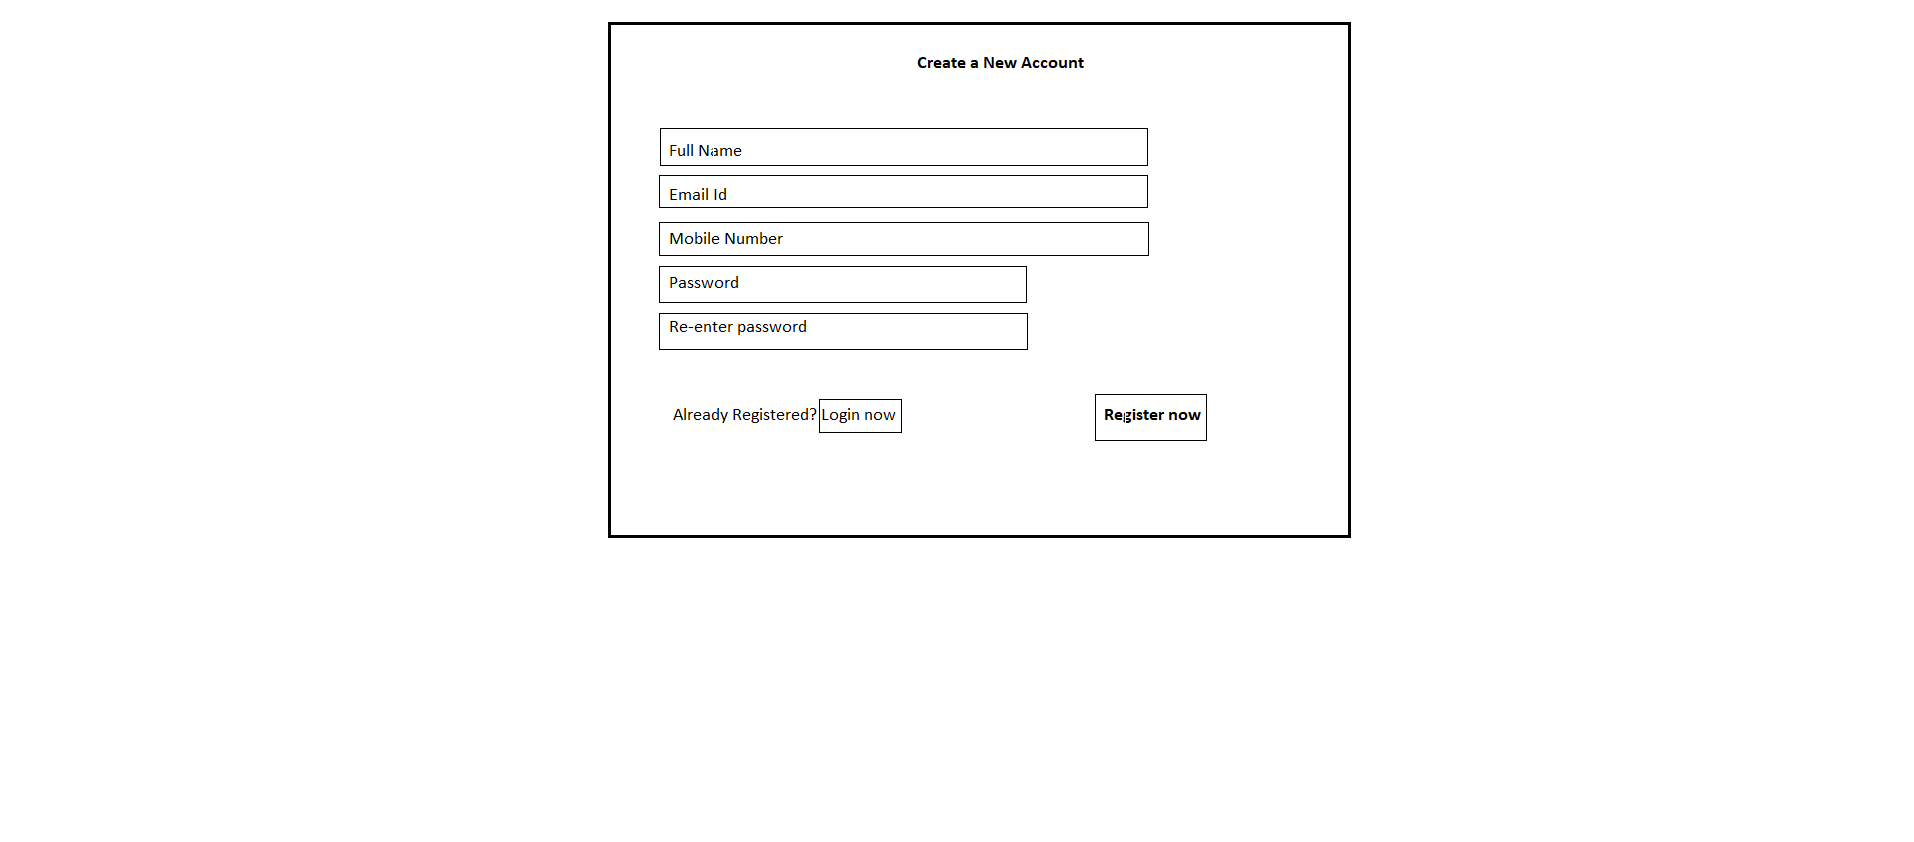 Create a New Account
Full Name
Email Id
Mobile Number
Password
Re-enter password
Already Registered? Login now Register now